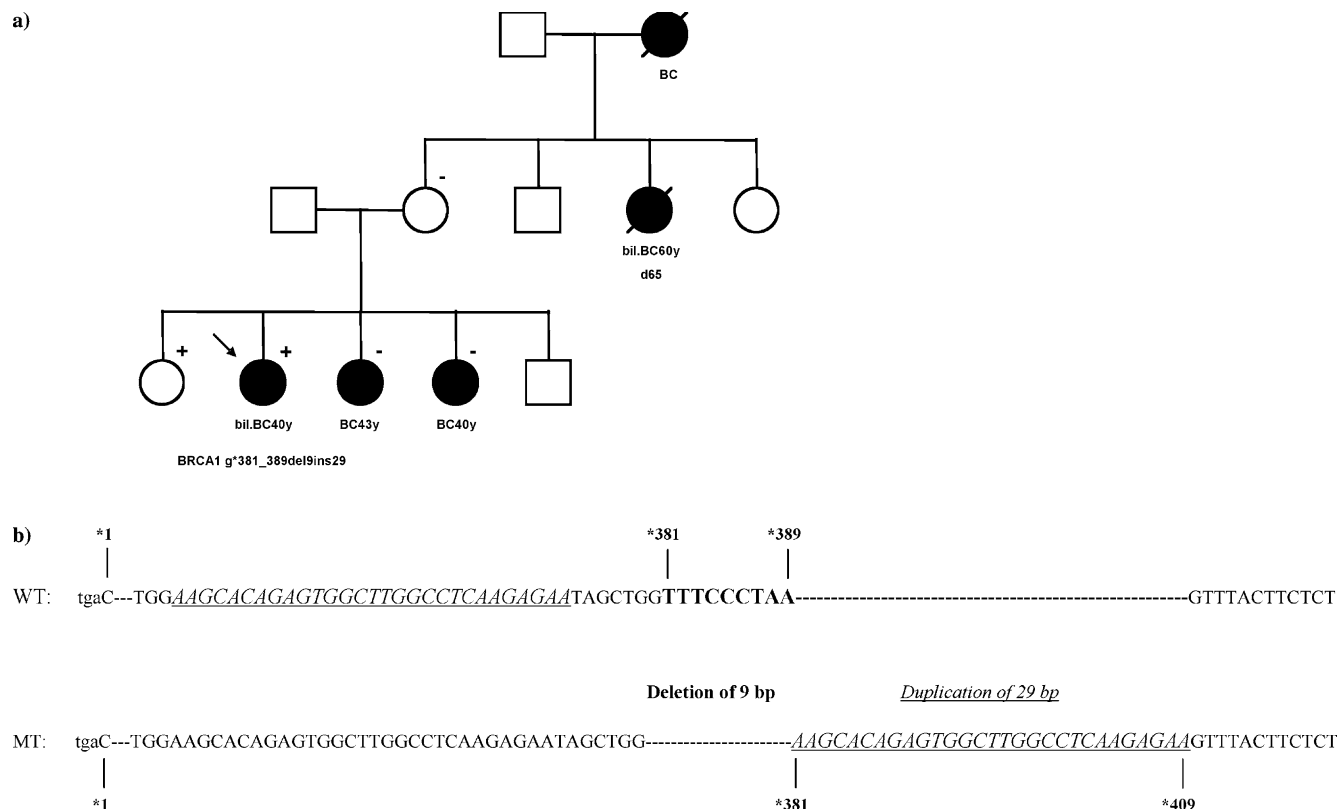 a)
BC
-
bil.BC60y
d65
+ + - -
bil.BC40y BC43y BC40y
BRCA1 g*381_389del9ins29
b) *1 *381 *389
WT: tgaC---TGGAAGCACAGAGTGGCTTGGCCTCAAGAGAATAGCTGGTTTCCCTAA---------------------------------------------GTTTACTTCTCT
Deletion of 9 bp Duplication of 29 bp
MT: tgaC---TGGAAGCACAGAGTGGCTTGGCCTCAAGAGAATAGCTGG-----------------AAGCACAGAGTGGCTTGGCCTCAAGAGAAGTTTACTTCTCT
*1 *381 *409